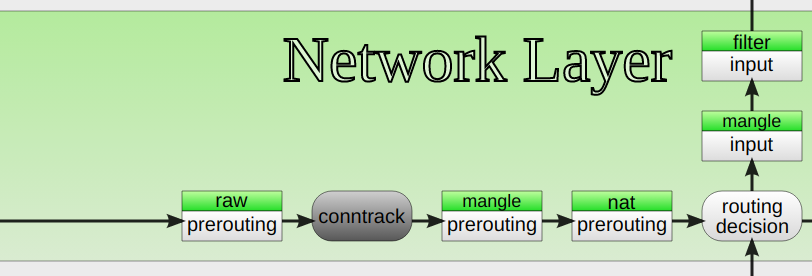 Network Layer
filter
input
mangle
input
raw
prerouting
conntrack
mangle
prerouting
nat
prerouting
routing
decision